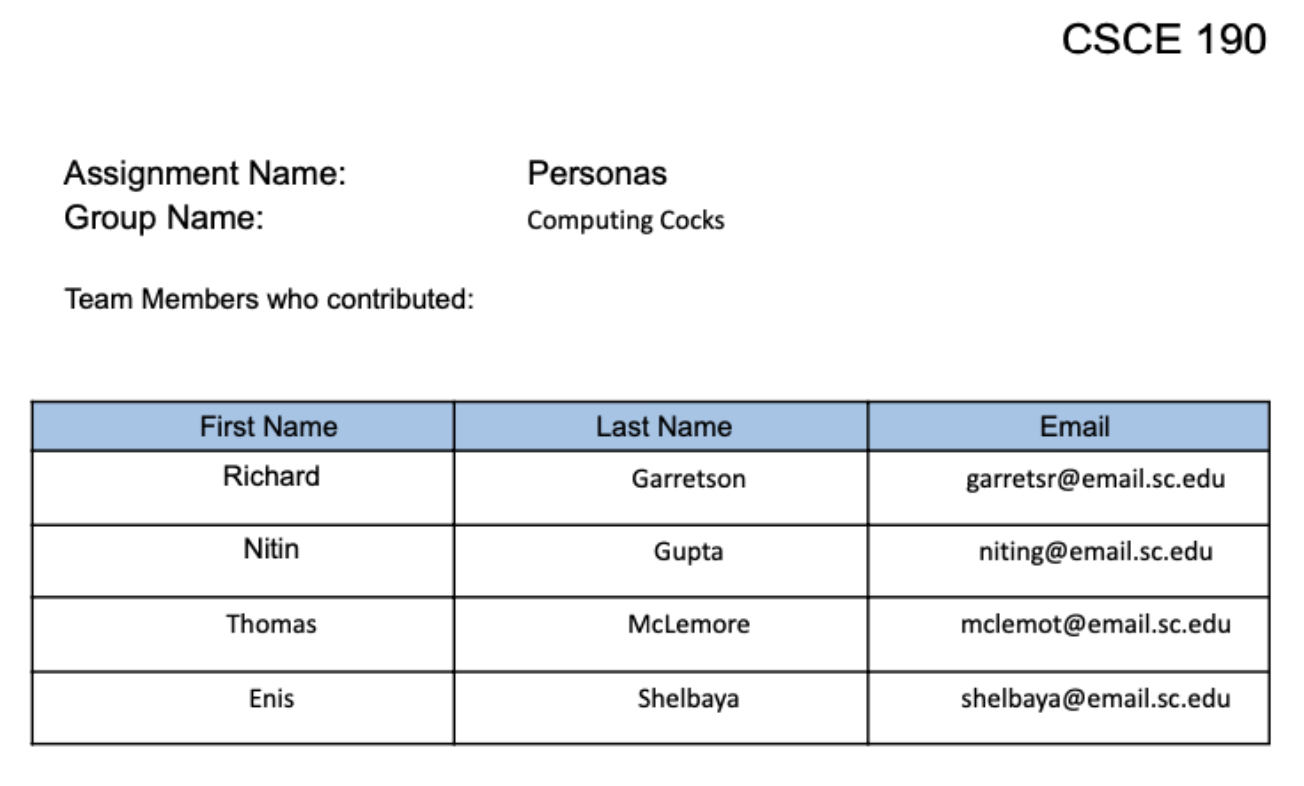 CSCE 190
Assignment Name: Personas
Group Name: Computing Cocks
Team Members who contributed:
First Name Last Name Email
Richard Garretson garretsr@email.sc.edu
Nitin Gupta niting@email.sc.edu
Thomas McLemore mclemot@email.sc.edu
Enis Shelbaya shelbaya@email.sc.edu